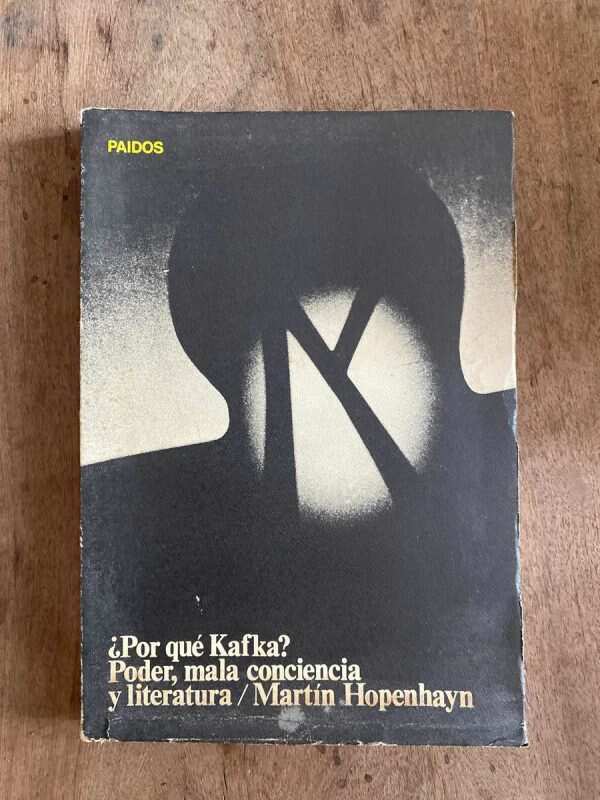 PAIDOS
¿Por qué Kafka?
Poder, mala conciencia
y literatura / Martín Hopenhayn